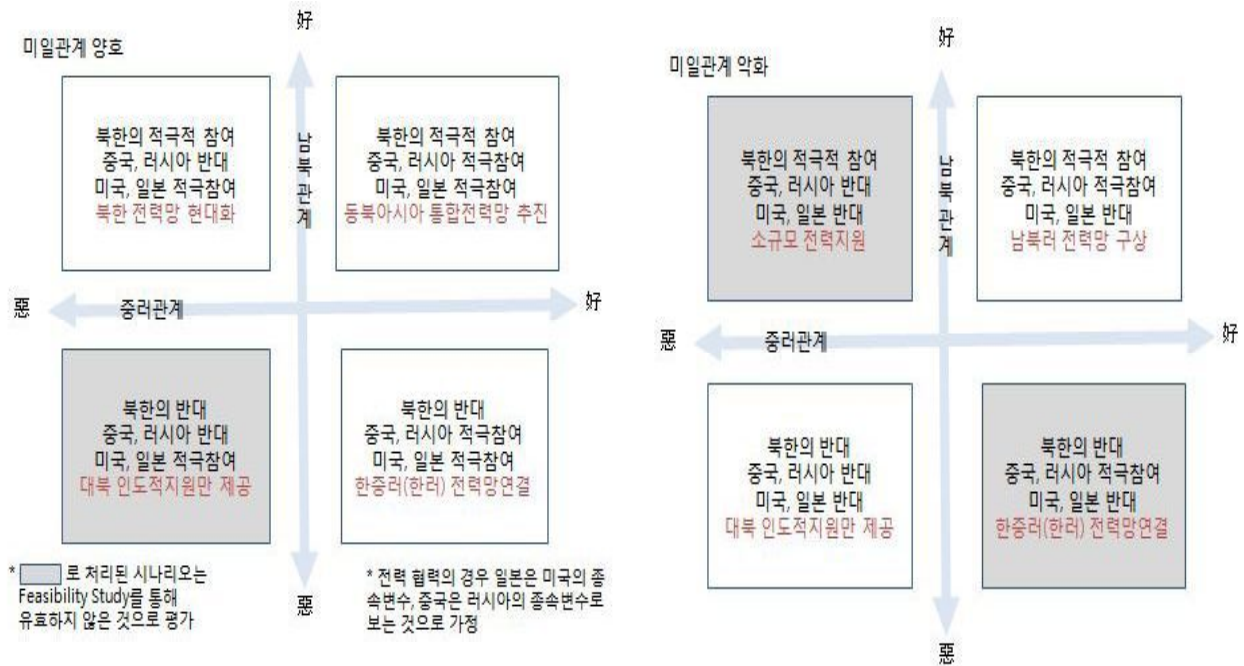 好
미일관계 양호
북한의 적극적 참여
중국, 러시아 반대
미국, 일본 적극참여
북한 전력망 현대화
남북관계
북한의 적극적 참여
중국, 러시아 적극참여
미국, 일본 적극참여
동북아시아 통합전력망 추진
惡
중러관계
好
북한의 반대
중국, 러시아 반대
미국, 일본 적극참여
대북 인도적지원만 제공
북한의 반대
중국, 러시아 적극참여
미국, 일본 적극참여
한중러(한러) 전력망연결
* 로 처리된 시나리오는
Feasibility Study를 통해
유효하지 않은 것으로 평가
惡
* 전력 협력의 경우 일본은 미국의 종
속변수, 중국은 러시아의 종속변수로
보는 것으로 가정
好
미일관계 악화
북한의 적극적 참여
중국, 러시아 반대
미국, 일본 반대
소규모 전력지원
남북관계
북한의 적극적 참여
중국, 러시아 적극참여
미국, 일본 반대
남북러 전력망 구상
惡
중러관계
好
북한의 반대
중국, 러시아 반대
미국, 일본 반대
대북 인도적지원만 제공
북한의 반대
중국, 러시아 적극참여
미국, 일본 반대
한중러(한러) 전력망연결
惡